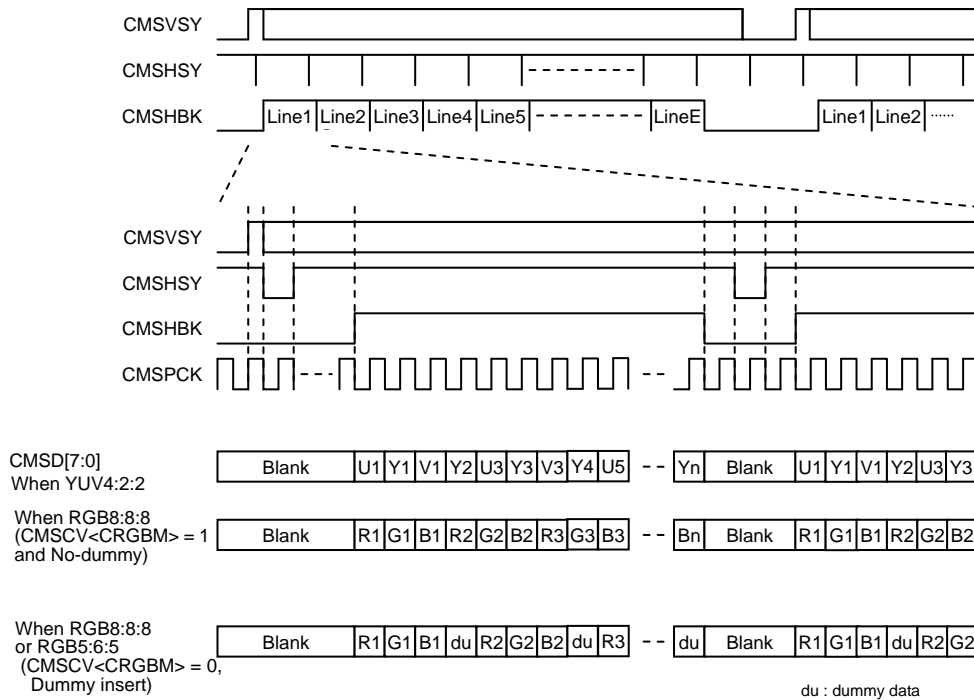 CMSVSY
CMSHSY
CMSHBK Line1 Line2 Line3 Line4 Line5 LineE Line1 Line2 ......
CMSVSY
CMSHSY
CMSHBK
CMSPCK
CMSD[7:0]
When YUV4:2:2
Blank U1 Y1 V1 Y2 U3 Y3 V3 Y4 U5 Yn Blank U1 Y1 V1 Y2 U3 Y3
When RGB8:8:8
(CMSCV<CRGBM> = 1
and No-dummy)
Blank R1 G1 B1 R2 G2 B2 R3 G3 B3 Bn Blank R1 G1 B1 R2 G2 B2
When RGB8:8:8
or RGB5:6:5
(CMSCV<CRGBM> = 0,
Dummy insert)
Blank R1 G1 B1 du R2 G2 B2 du R3 du Blank R1 G1 B1 du R2 G2
du : dummy data